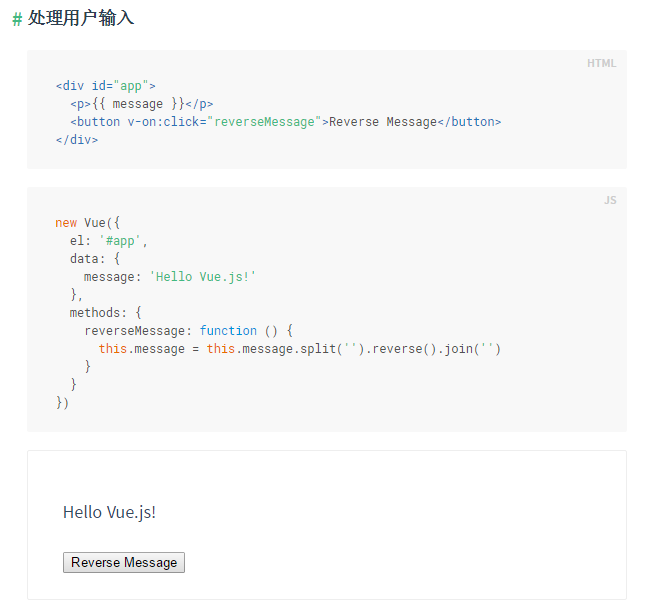 # 处理用户输入
HTML
<div id="app">
  <p>{{ message }}</p>
  <button v-on:click="reverseMessage">Reverse Message</button>
</div>
JS
new Vue({
  el: '#app',
  data: {
    message: 'Hello Vue.js!'
  },
  methods: {
    reverseMessage: function () {
      this.message = this.message.split('').reverse().join('')
    }
  }
})
Hello Vue.js!
Reverse Message